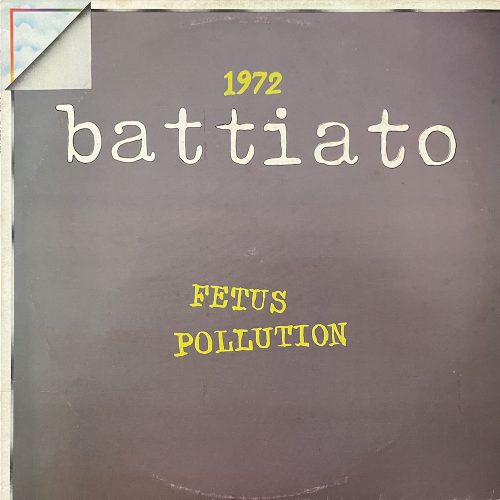 1972
battiato
FETUS
POLLUTION